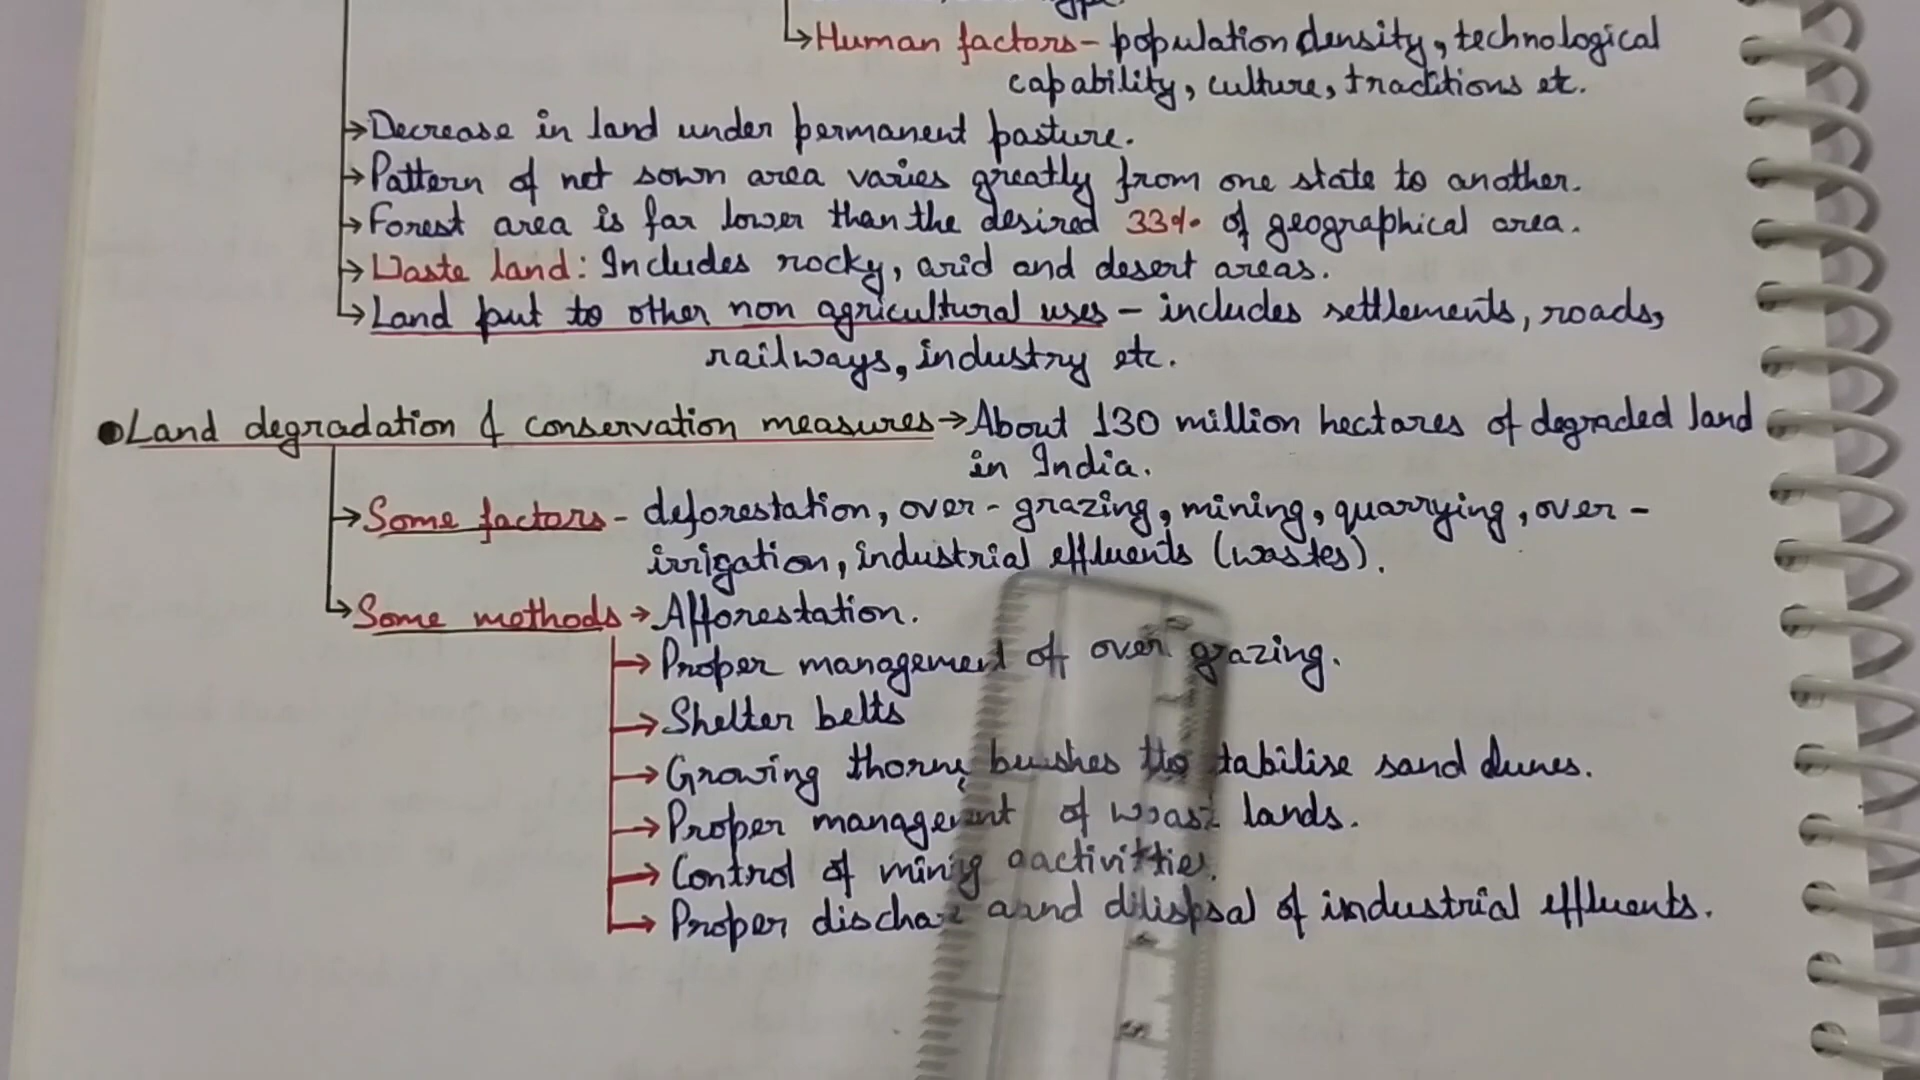 Human factors - population density, technological
capability, culture, traditions etc.
Decrease in land under permanent pasture.
Pattern of net sown area varies greatly from one state to another.
Forest area is far lower than the desired 33% of geographical area.
Waste land: Includes rocky, arid and desert areas.
Land put to other non agricultural uses - includes settlements, roads,
railways, industry etc.
Land degradation & conservation measures → About 130 million hectares of degraded land
in India.
Some factors - deforestation, over-grazing, mining, quarrying, over-
irrigation, industrial effluents (wastes).
Some methods → Afforestation.
Proper management of over grazing.
Shelter belts
Growing thorny bushes to stabilise sand dunes.
Proper management of lands.
Control of mining activities.
Proper and disposal of industrial effluents.